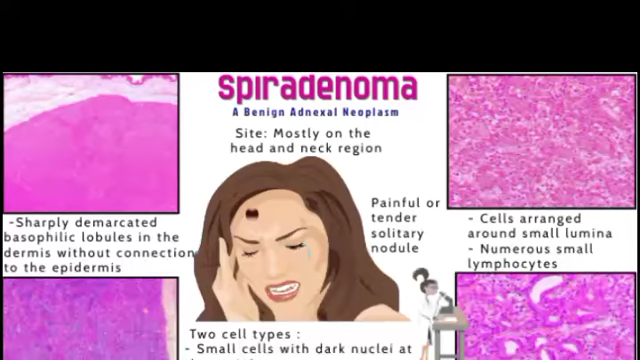 Spiradenoma
A Benign Adnexal Neoplasm
Site: Mostly on the
head and neck region
Painful or
tender
solitary
nodule
-Sharply demarcated
basophilic lobules in the
dermis without connection
to the epidermis
- Cells arranged
around small lumina
- Numerous small
lymphocytes
Two cell types :
- Small cells with dark nuclei at